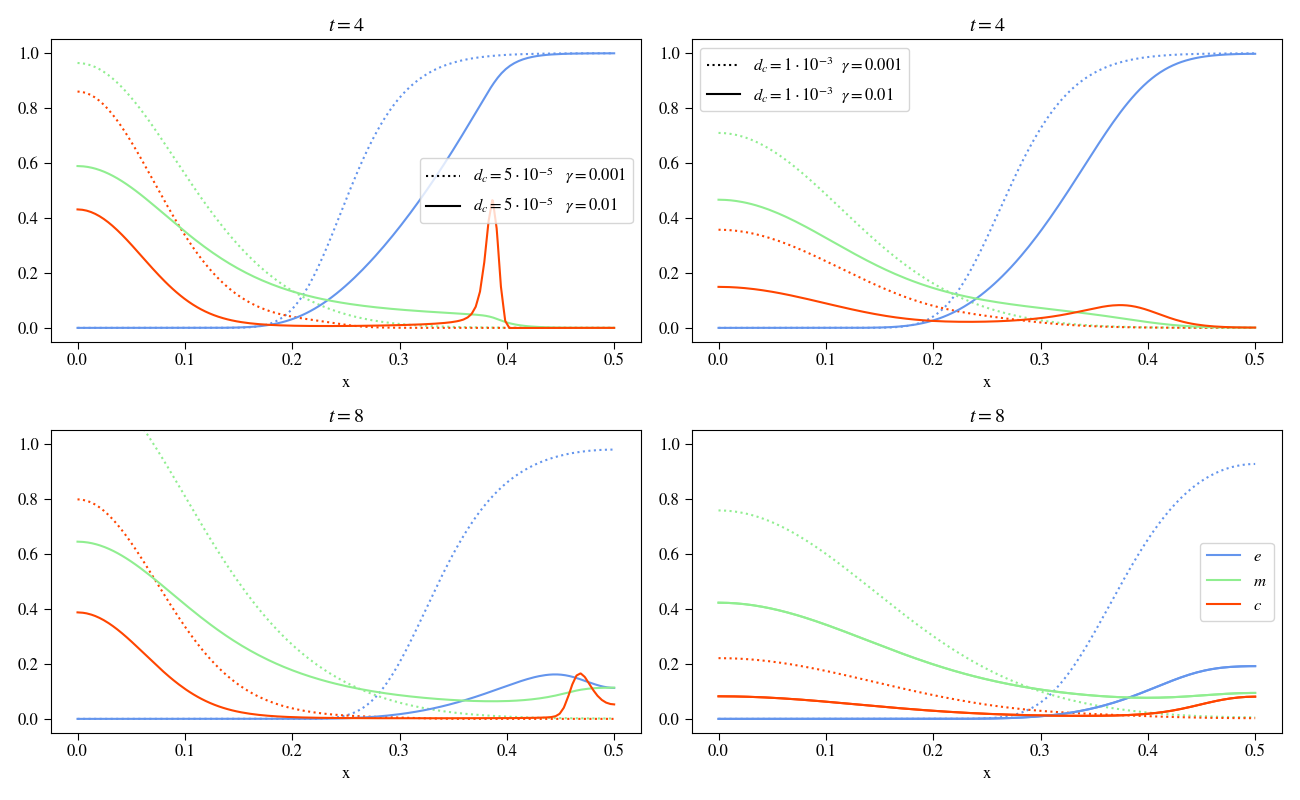 t = 4
1.0
0.8
0.6
0.4
0.2
0.0
d_c = 5 · 10⁻⁵ γ = 0.001
d_c = 5 · 10⁻⁵ γ = 0.01
0.0 0.1 0.2 0.3 0.4 0.5
x
t = 4
1.0
0.8
0.6
0.4
0.2
0.0
d_c = 1 · 10⁻³ γ = 0.001
d_c = 1 · 10⁻³ γ = 0.01
0.0 0.1 0.2 0.3 0.4 0.5
x
t = 8
1.0
0.8
0.6
0.4
0.2
0.0
0.0 0.1 0.2 0.3 0.4 0.5
x
t = 8
1.0
0.8
0.6
0.4
0.2
0.0
e
m
c
0.0 0.1 0.2 0.3 0.4 0.5
x